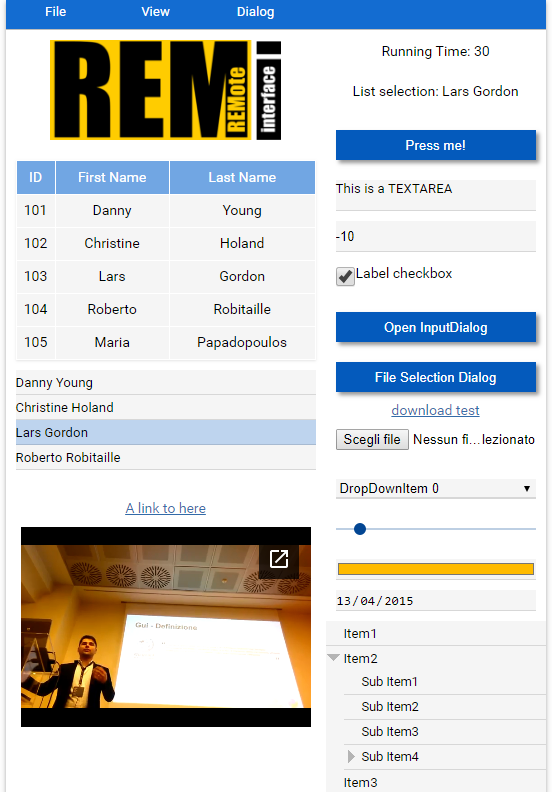 File View Dialog
REM
REMote
interface
ID First Name Last Name
101 Danny Young
102 Christine Holand
103 Lars Gordon
104 Roberto Robitaille
105 Maria Papadopoulos
Danny Young
Christine Holand
Lars Gordon
Roberto Robitaille
A link to here
GUI - Definizione
Running Time: 30
List selection: Lars Gordon
Press me!
This is a TEXTAREA
-10
Label checkbox
Open InputDialog
File Selection Dialog
download test
Scegli file Nessun fi...lezionato
DropDownItem 0
13/04/2015
Item1
Item2
Sub Item1
Sub Item2
Sub Item3
Sub Item4
Item3